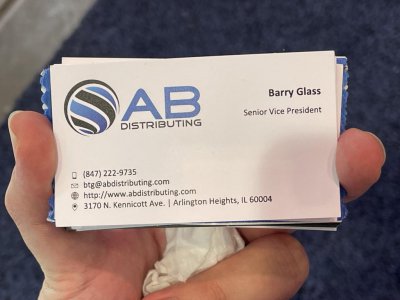 AB
DISTRIBUTING
Barry Glass
Senior Vice President
(847) 222-9735
btg@abdistributing.com
http://www.abdistributing.com
3170 N. Kennicott Ave. | Arlington Heights, IL 60004